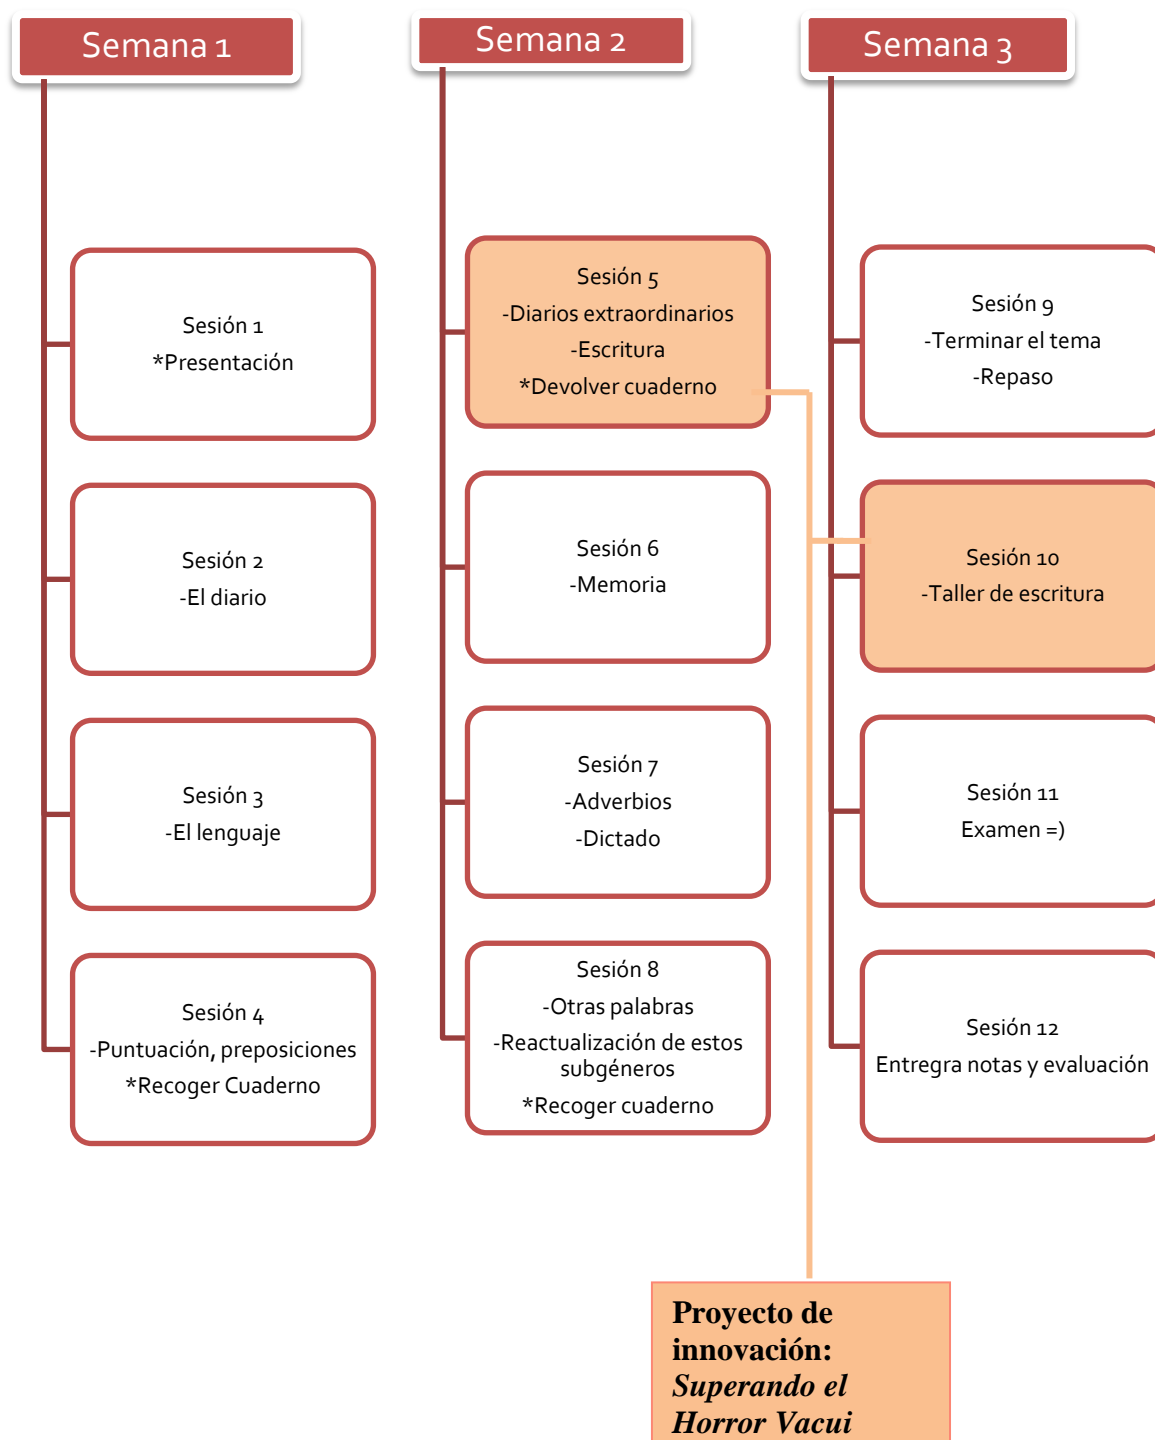 Semana 1
Sesión 1
*Presentación
Sesión 2
-El diario
Sesión 3
-El lenguaje
Sesión 4
-Puntuación, preposiciones
*Recoger Cuaderno
Semana 2
Sesión 5
-Diarios extraordinarios
-Escritura
*Devolver cuaderno
Sesión 6
-Memoria
Sesión 7
-Adverbios
-Dictado
Sesión 8
-Otras palabras
-Reactualización de estos
subgéneros
*Recoger cuaderno
Semana 3
Sesión 9
-Terminar el tema
-Repaso
Sesión 10
-Taller de escritura
Sesión 11
Examen =)
Sesión 12
Entregra notas y evaluación
Proyecto de
innovación:
Superando el
Horror Vacui